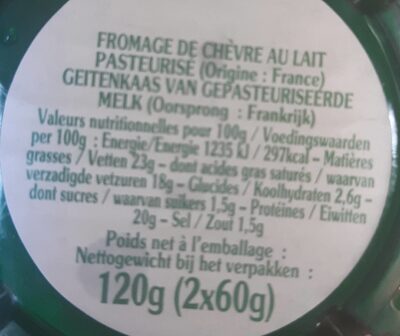 FROMAGE DE CHÈVRE AU LAIT
PASTEURISÉ (Origine : France)
GEITENKAAS VAN GEPASTEURISEERDE
MELK (Oorsprong : Frankrijk)
Valeurs nutritionnelles pour 100g / Voedingswaarden
per 100g : Energie/Energie 1235 kJ / 297kcal - Matières
grasses / Vetten 23g - dont acides gras saturés / waarvan
verzadigde vetzuren 18g - Glucides / Koolhydraten 2,6g -
dont sucres / waarvan suikers 1,5g - Protéines / Eiwitten
20g - Sel / Zout 1,5g
Poids net à l'emballage :
Nettogewicht bij het verpakken :
120g (2x60g)